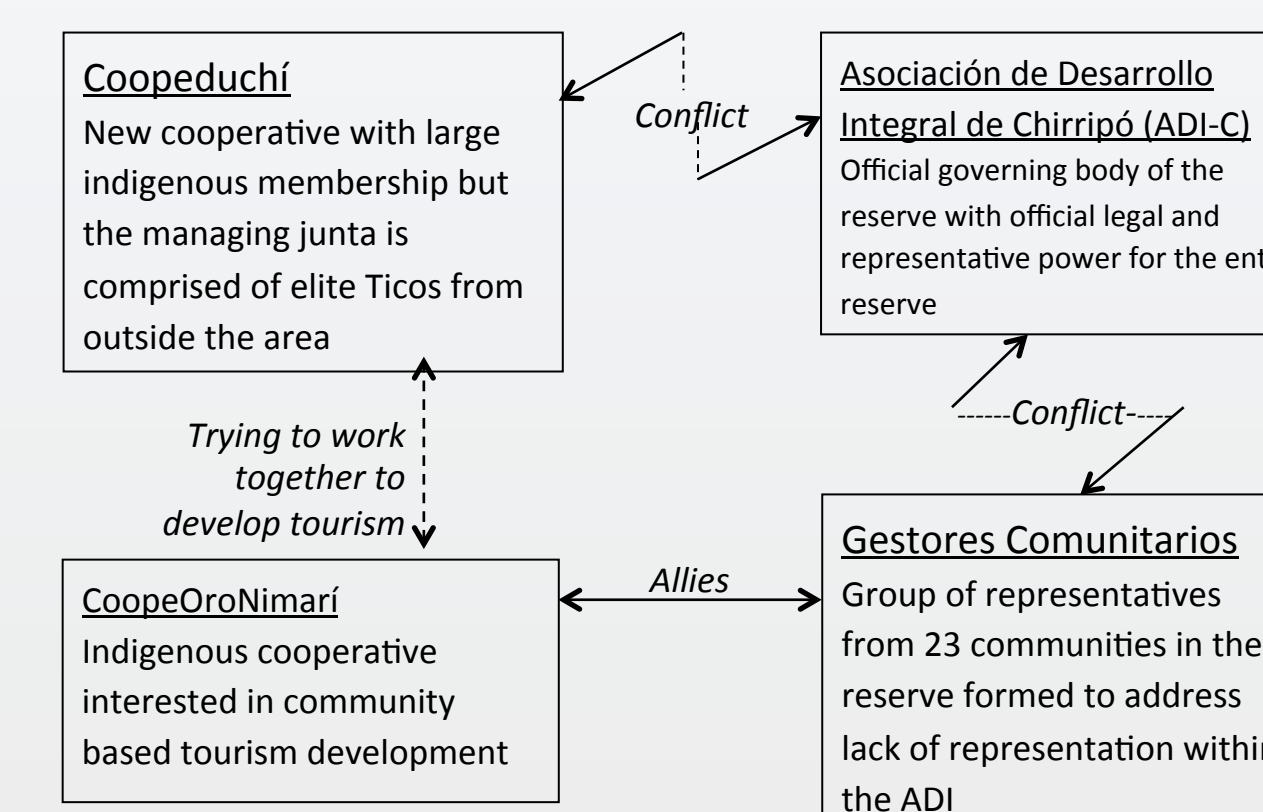 Coopeduchí
New cooperative with large
indigenous membership but
the managing junta is
comprised of elite Ticos from
outside the area
Conflict
Asociación de Desarrollo
Integral de Chirripó (ADI-C)
Official governing body of the
reserve with official legal and
representative power for the
reserve
Trying to work
together to
develop tourism
------Conflict-----
CoopeOroNimarí
Indigenous cooperative
interested in community
based tourism development
Allies
Gestores Comunitarios
Group of representatives
from 23 communities in the
reserve formed to address
lack of representation
the ADI